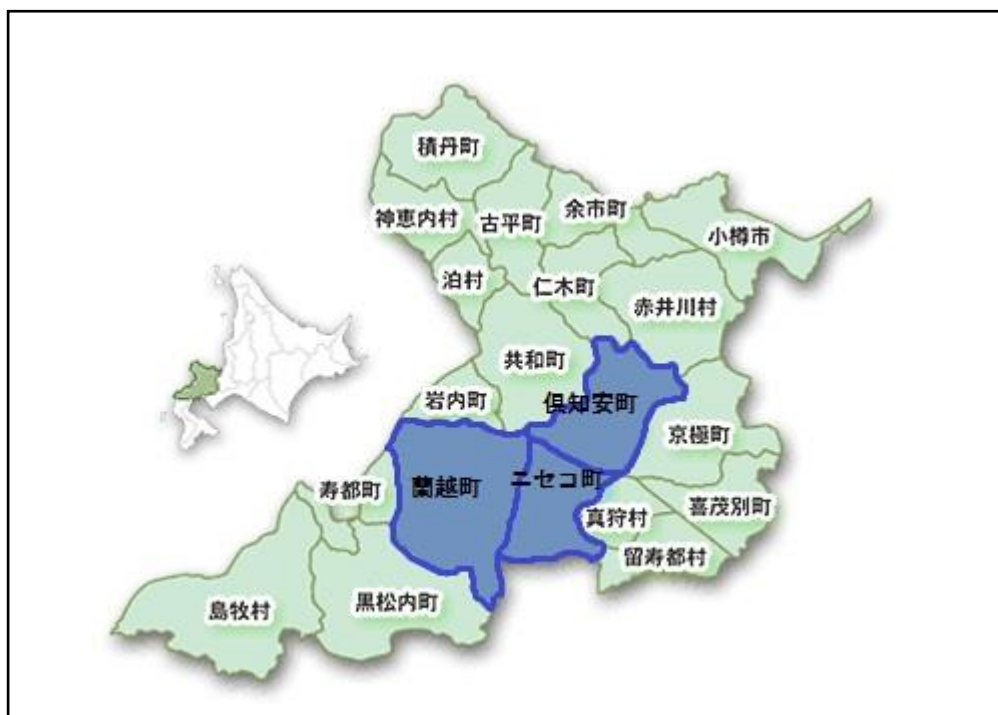 積丹町
神恵内村
古平町
余市町
小樽市
泊村
仁木町
赤井川村
共和町
岩内町
倶知安町
京極町
蘭越町
ニセコ町
寿都町
真狩村
喜茂別町
留寿都村
島牧村
黒松内町